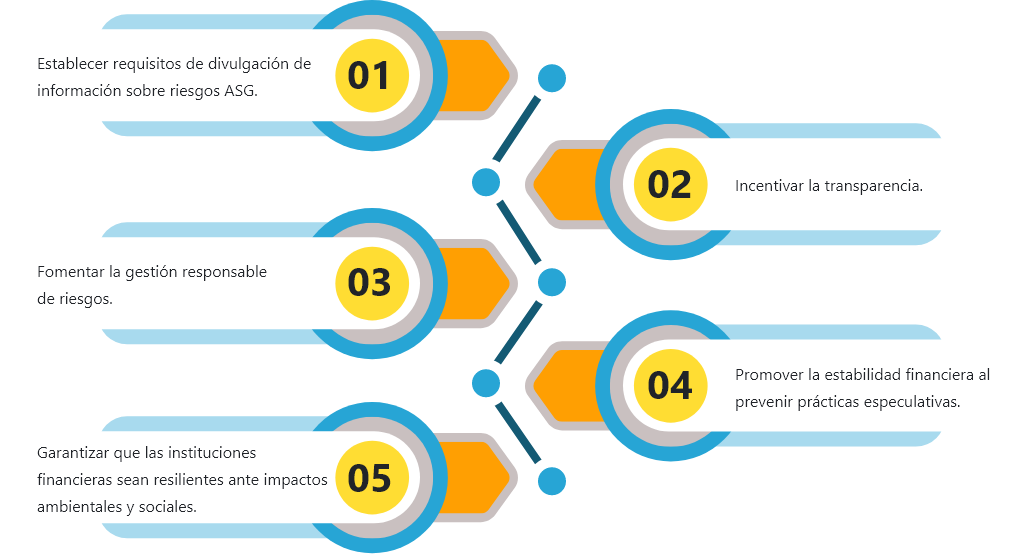 01
Establecer requisitos de divulgación de
información sobre riesgos ASG.
02
Incentivar la transparencia.
03
Fomentar la gestión responsable
de riesgos.
04
Promover la estabilidad financiera al
prevenir prácticas especulativas.
05
Garantizar que las instituciones
financieras sean resilientes ante impactos
ambientales y sociales.